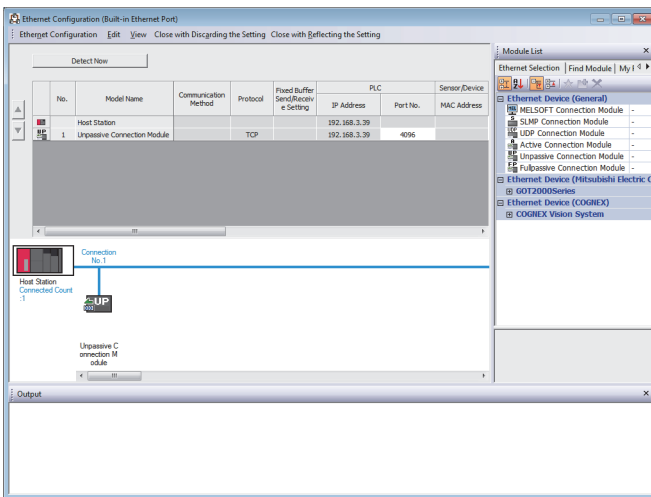 Ethernet Configuration (Built-in Ethernet Port)
Ethernet Configuration Edit View Close with Discarding the Setting Close with Reflecting the Setting
Detect Now
No. Model Name Communication Method Protocol Fixed Buffer Send/Receiv e Setting PLC Sensor/Device
IP Address Port No. MAC Address
Host Station 192.168.3.39
1 Unpassive Connection Module TCP 192.168.3.39 4096
Connection
No.1
Host Station
Connected Count
:1
UP
Unpassive C
onnection M
odule
Module List
Ethernet Selection Find Module My
Ethernet Device (General)
MELSOFT Connection Module -
SLMP Connection Module -
UDP Connection Module -
Active Connection Module -
Unpassive Connection Module -
Fullpassive Connection Module -
Ethernet Device (Mitsubishi Electric
GOT2000Series
Ethernet Device (COGNEX)
COGNEX Vision System
Output